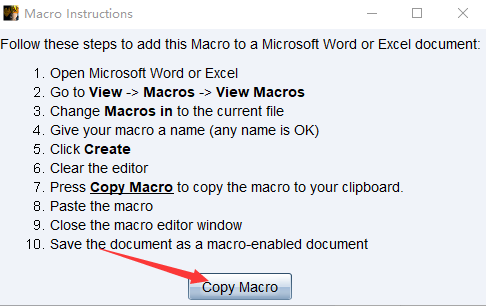 Macro Instructions
Follow these steps to add this Macro to a Microsoft Word or Excel document:
1. Open Microsoft Word or Excel
2. Go to View -> Macros -> View Macros
3. Change Macros in to the current file
4. Give your macro a name (any name is OK)
5. Click Create
6. Clear the editor
7. Press Copy Macro to copy the macro to your clipboard.
8. Paste the macro
9. Close the macro editor window
10. Save the document as a macro-enabled document
Copy Macro